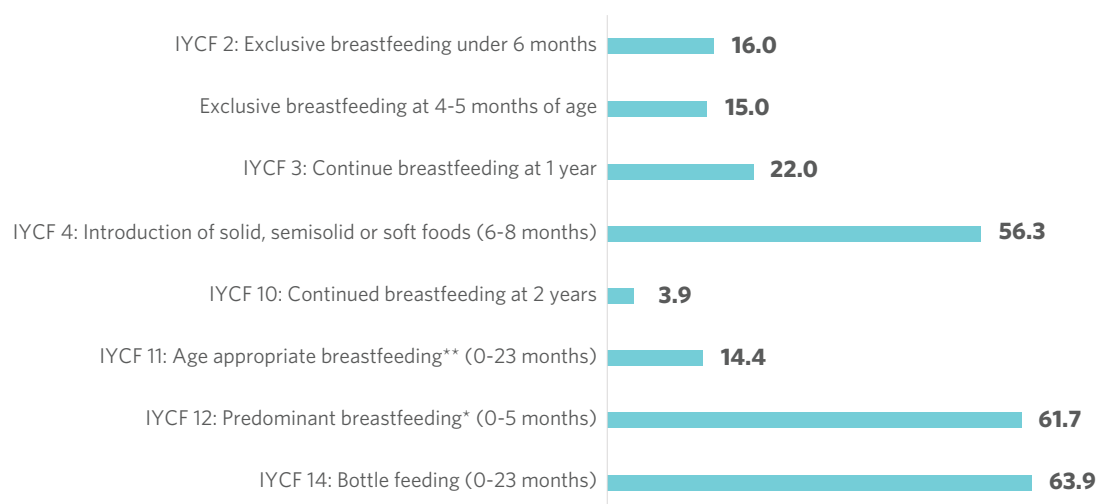 IYCF 2: Exclusive breastfeeding under 6 months 16.0
Exclusive breastfeeding at 4-5 months of age 15.0
IYCF 3: Continue breastfeeding at 1 year 22.0
IYCF 4: Introduction of solid, semisolid or soft foods (6-8 months) 56.3
IYCF 10: Continued breastfeeding at 2 years 3.9
IYCF 11: Age appropriate breastfeeding** (0-23 months) 14.4
IYCF 12: Predominant breastfeeding* (0-5 months) 61.7
IYCF 14: Bottle feeding (0-23 months) 63.9